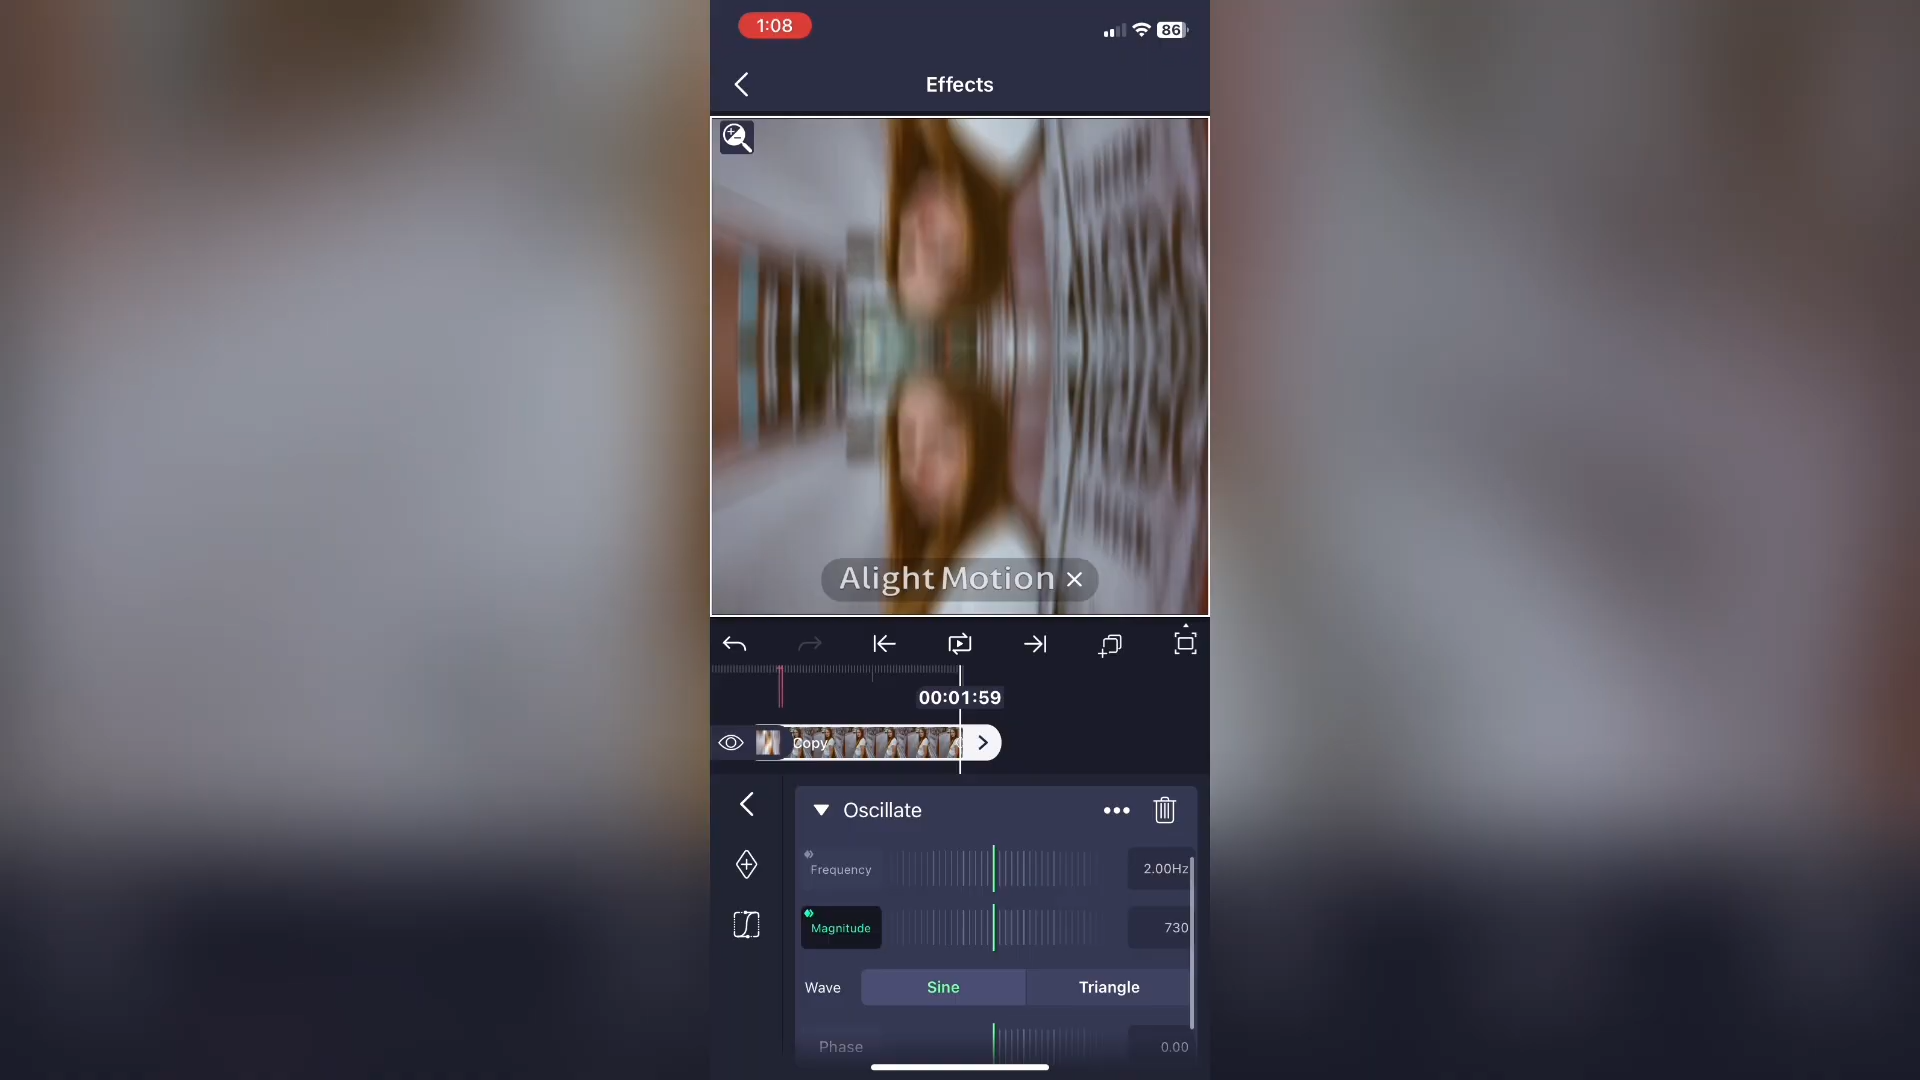 1:08
86
Effects
Alight Motion ×
00:01:59
Copy
Oscillate
Frequency
2.00Hz
Magnitude
730
Wave
Sine
Triangle
Phase
0.00